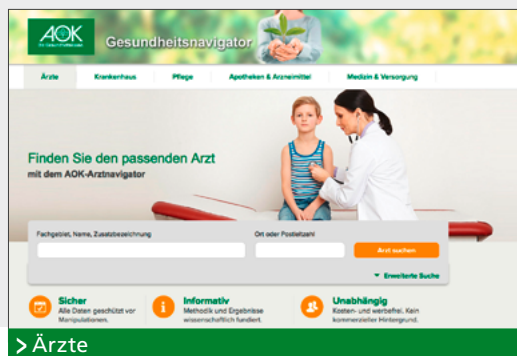 AOK
Die Gesundheitskasse.
Gesundheitsnavigator
Ärzte Krankenhaus Pflege Apotheken & Arzneimittel Medizin & Versorgung
Finden Sie den passenden Arzt
mit dem AOK-Arztnavigator
Fachgebiet, Name, Zusatzbezeichnung Ort oder Postleitzahl
Arzt suchen
Erweiterte Suche
Sicher
Alle Daten geschützt vor
Manipulationen.
Informativ
Methodik und Ergebnisse
wissenschaftlich fundiert.
Unabhängig
Kosten- und werbefrei. Kein
kommerzieller Hintergrund.
> Ärzte